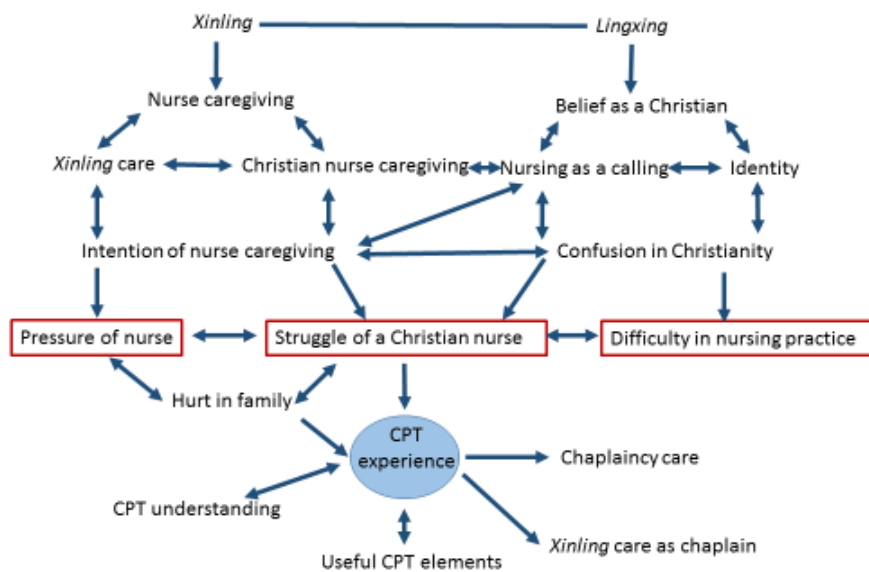 Xinling
Lingxing
Nurse caregiving
Belief as a Christian
Xinling care
Christian nurse caregiving
Nursing as a calling
Identity
Intention of nurse caregiving
Confusion in Christianity
Pressure of nurse
Struggle of a Christian nurse
Difficulty in nursing practice
Hurt in family
CPT
experience
Chaplaincy care
CPT understanding
Xinling care as chaplain
Useful CPT elements